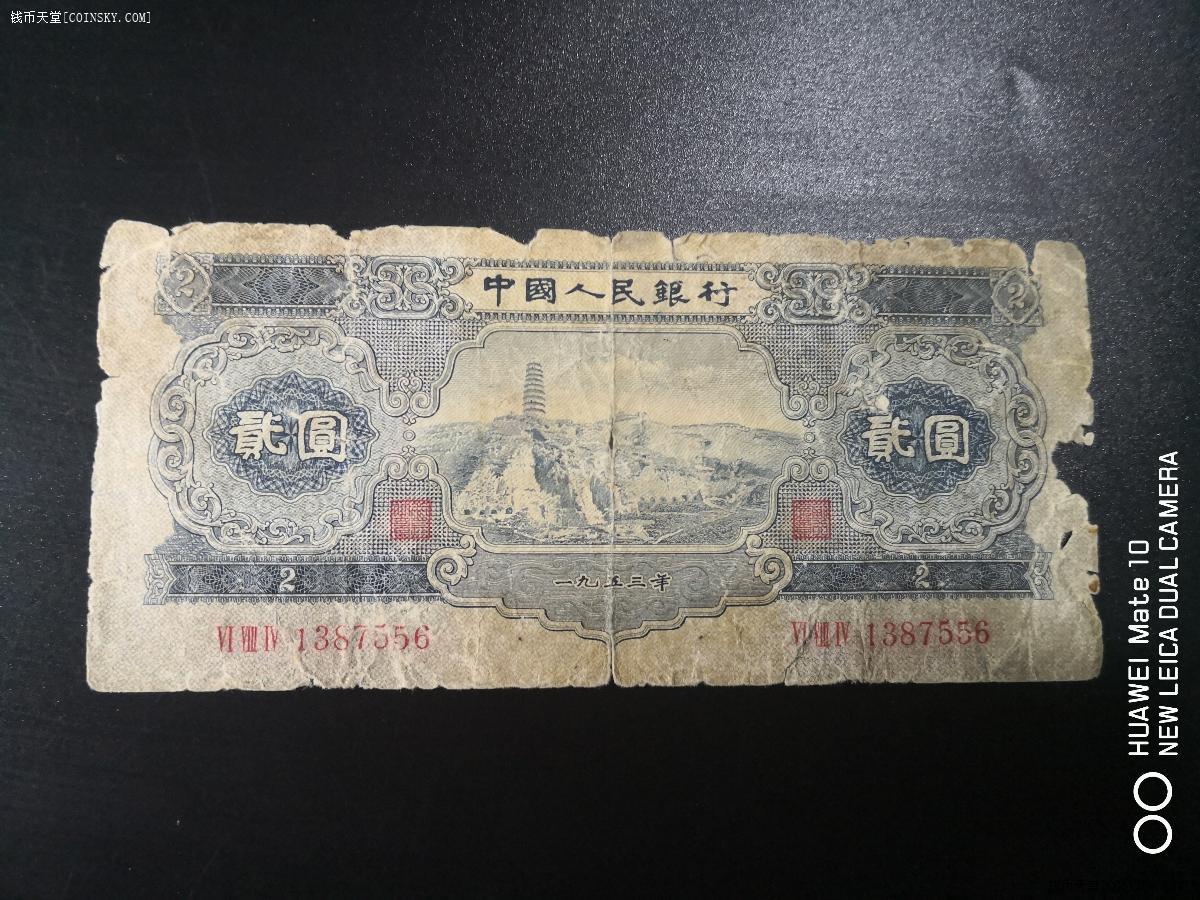 钱币天堂[COINSKY.COM]
2 中國人民銀行 2
貳圓 貳圓
一九五三年
2 2
VI VIII IV 1387556 VI VIII IV 1387556
HUAWEI Mate 10
NEW LEICA DUAL CAMERA